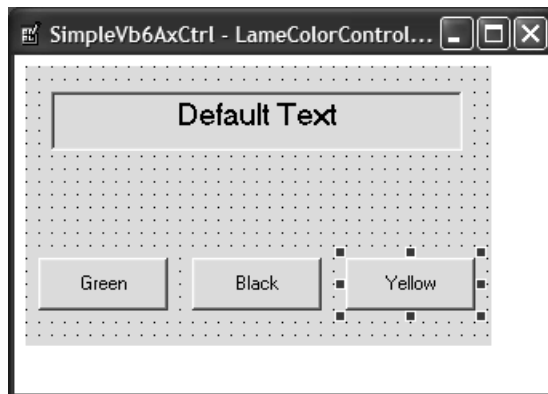 SimpleVb6AxCtrl - LameColorControl...
Default Text
Green Black Yellow